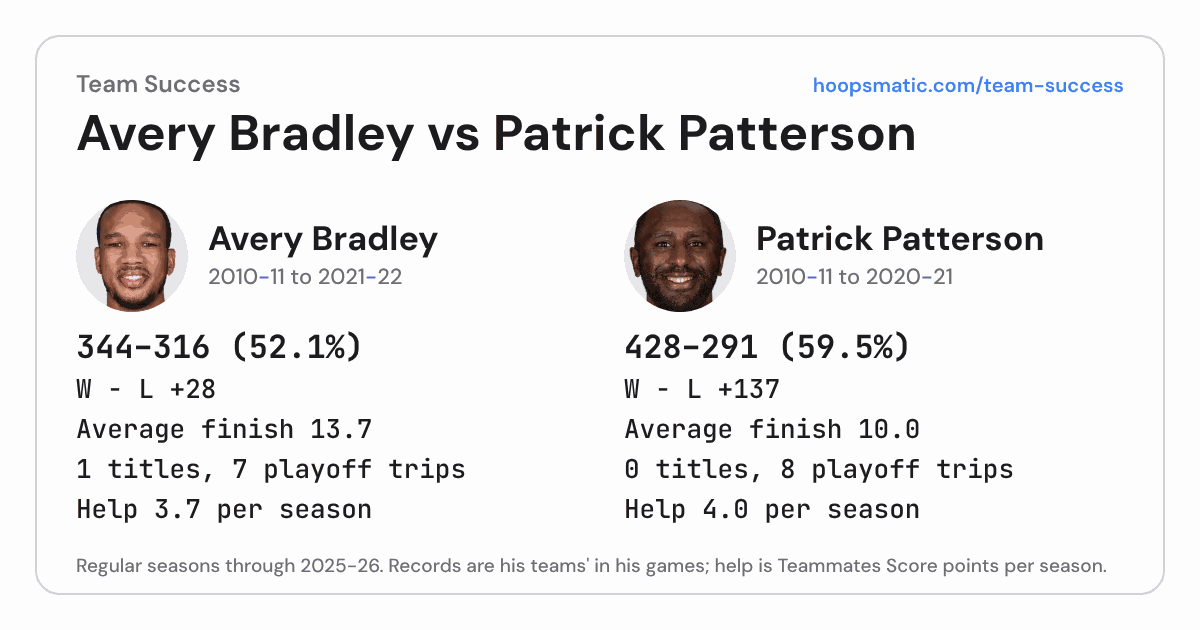 Team Success
hoopsmatic.com/team-success
Avery Bradley vs Patrick Patterson
Avery Bradley
2010-11 to 2021-22
344-316 (52.1%)
W - L +28
Average finish 13.7
1 titles, 7 playoff trips
Help 3.7 per season
Patrick Patterson
2010-11 to 2020-21
428-291 (59.5%)
W - L +137
Average finish 10.0
0 titles, 8 playoff trips
Help 4.0 per season
Regular seasons through 2025-26. Records are his teams' in his games; help is Teammates Score points per season.